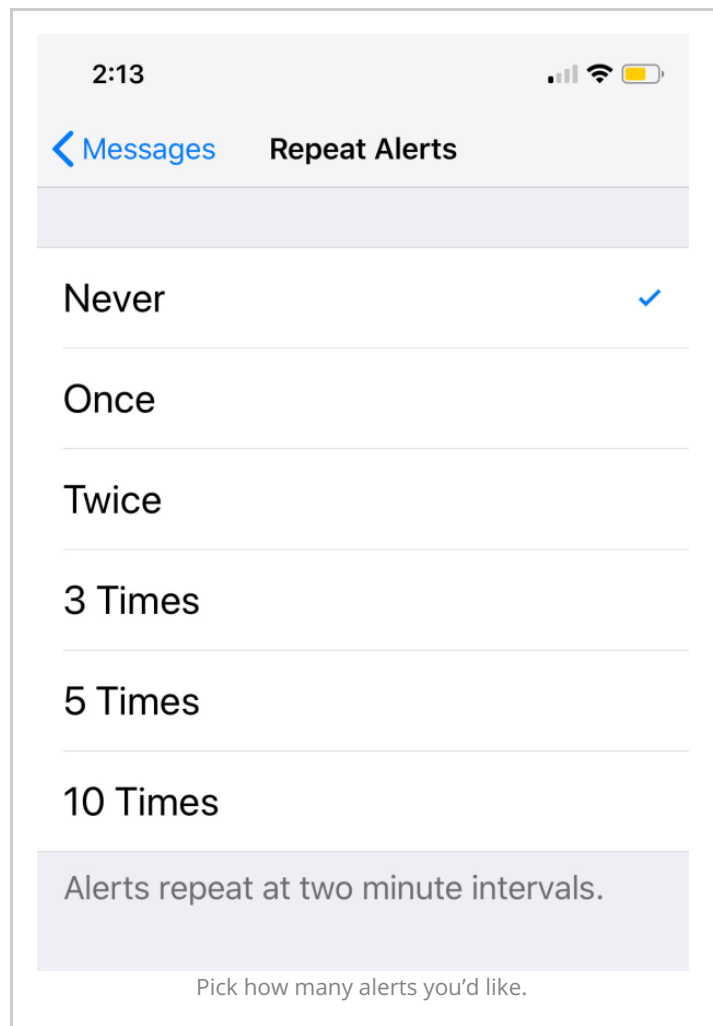 2:13
Messages Repeat Alerts
Never
Once
Twice
3 Times
5 Times
10 Times
Alerts repeat at two minute intervals.
Pick how many alerts you’d like.